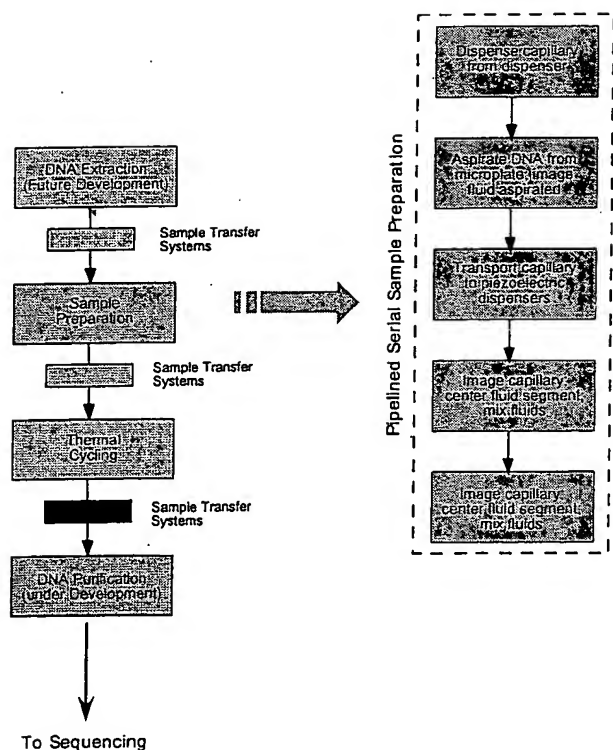 DNA Extraction
(Future Development)
Sample Transfer
Systems
Sample
Preparation
Sample Transfer
Systems
Thermal
Cycling
Sample Transfer
Systems
DNA Purification
(under Development)
To Sequencing
Pipelined Serial Sample Preparation
Dispense capillary
from dispenser
Aspirate DNA from
microplate, image
fluid aspirated
Transport capillary
to piezoelectric
dispensers
Image capillary
center fluid segment,
mix fluids
Image capillary
center fluid segment,
mix fluids